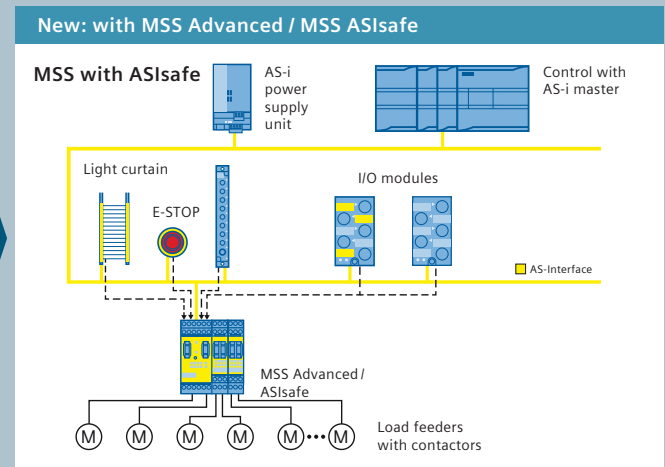 New: with MSS Advanced / MSS ASIsafe
MSS with ASIsafe
AS-i
power
supply
unit
Control with
AS-i master
Light curtain
E-STOP
I/O modules
AS-Interface
MSS Advanced /
ASIsafe
M
M
M
M
M
M
Load feeders
with contactors